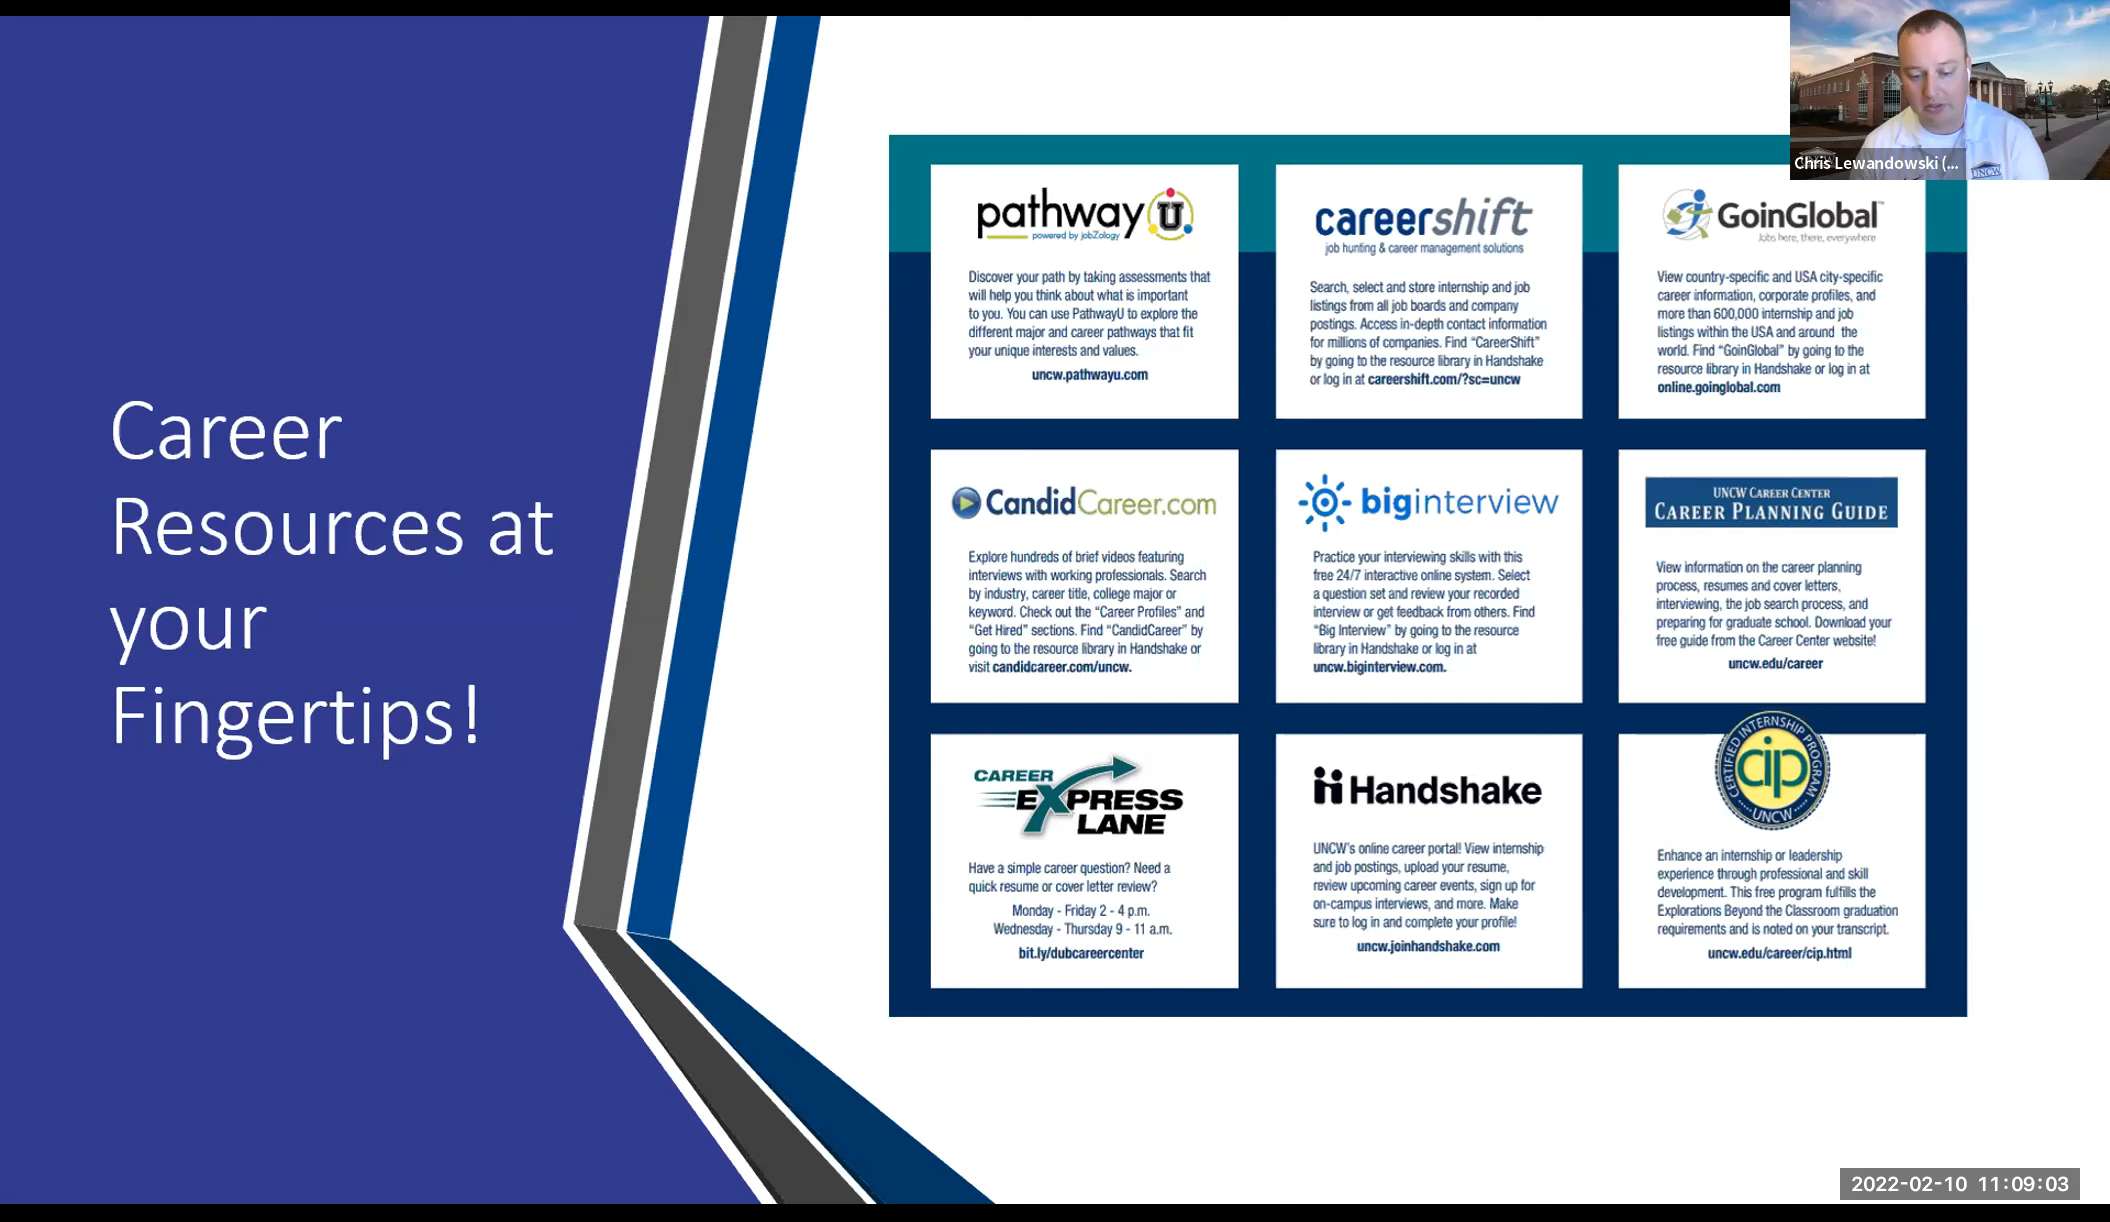 Career
Resources at
your
Fingertips!
pathway U
powered by jobZology
Discover your path by taking assessments that
will help you think about what is important
to you. You can use PathwayU to explore the
different major and career pathways that fit
your unique interests and values.
uncw.pathwayu.com
careershift
job hunting & career management solutions
Search, select and store internship and job
listings from all job boards and company
postings. Access in-depth contact information
for millions of companies. Find “CareerShift”
by going to the resource library in Handshake
or log in at careershift.com/?sc=uncw
GoinGlobal™
Jobs here, there, everywhere
View country-specific and USA city-specific
career information, corporate profiles, and
more than 600,000 internship and job
listings within the USA and around the
world. Find “GoinGlobal” by going to the
resource library in Handshake or log in at
online.goinglobal.com
CandidCareer.com
Explore hundreds of brief videos featuring
interviews with working professionals. Search
by industry, career title, college major or
keyword. Check out the “Career Profiles” and
“Get Hired” sections. Find “CandidCareer” by
going to the resource library in Handshake or
visit candidcareer.com/uncw.
biginterview
Practice your interviewing skills with this
free 24/7 interactive online system. Select
a question set and review your recorded
interview or get feedback from others. Find
“Big Interview” by going to the resource
library in Handshake or log in at
uncw.biginterview.com.
UNCW CAREER CENTER
CAREER PLANNING GUIDE
View information on the career planning
process, resumes and cover letters,
interviewing, the job search process, and
preparing for graduate school. Download your
free guide from the Career Center website!
uncw.edu/career
CAREER
EXPRESS
LANE
Have a simple career question? Need a
quick resume or cover letter review?
Monday - Friday 2 - 4 p.m.
Wednesday - Thursday 9 - 11 a.m.
bit.ly/dubcareercenter
Handshake
UNCW’s online career portal! View internship
and job postings, upload your resume,
review upcoming career events, sign up for
on-campus interviews, and more. Make
sure to log in and complete your profile!
uncw.joinhandshake.com
CERTIFIED INTERNSHIP PROGRAM
cip
UNCW
Enhance an internship or leadership
experience through professional and skill
development. This free program fulfills the
Explorations Beyond the Classroom graduation
requirements and is noted on your transcript.
uncw.edu/career/cip.html
Chris Lewandowski (...
UNCW
2022-02-10 11:09:03